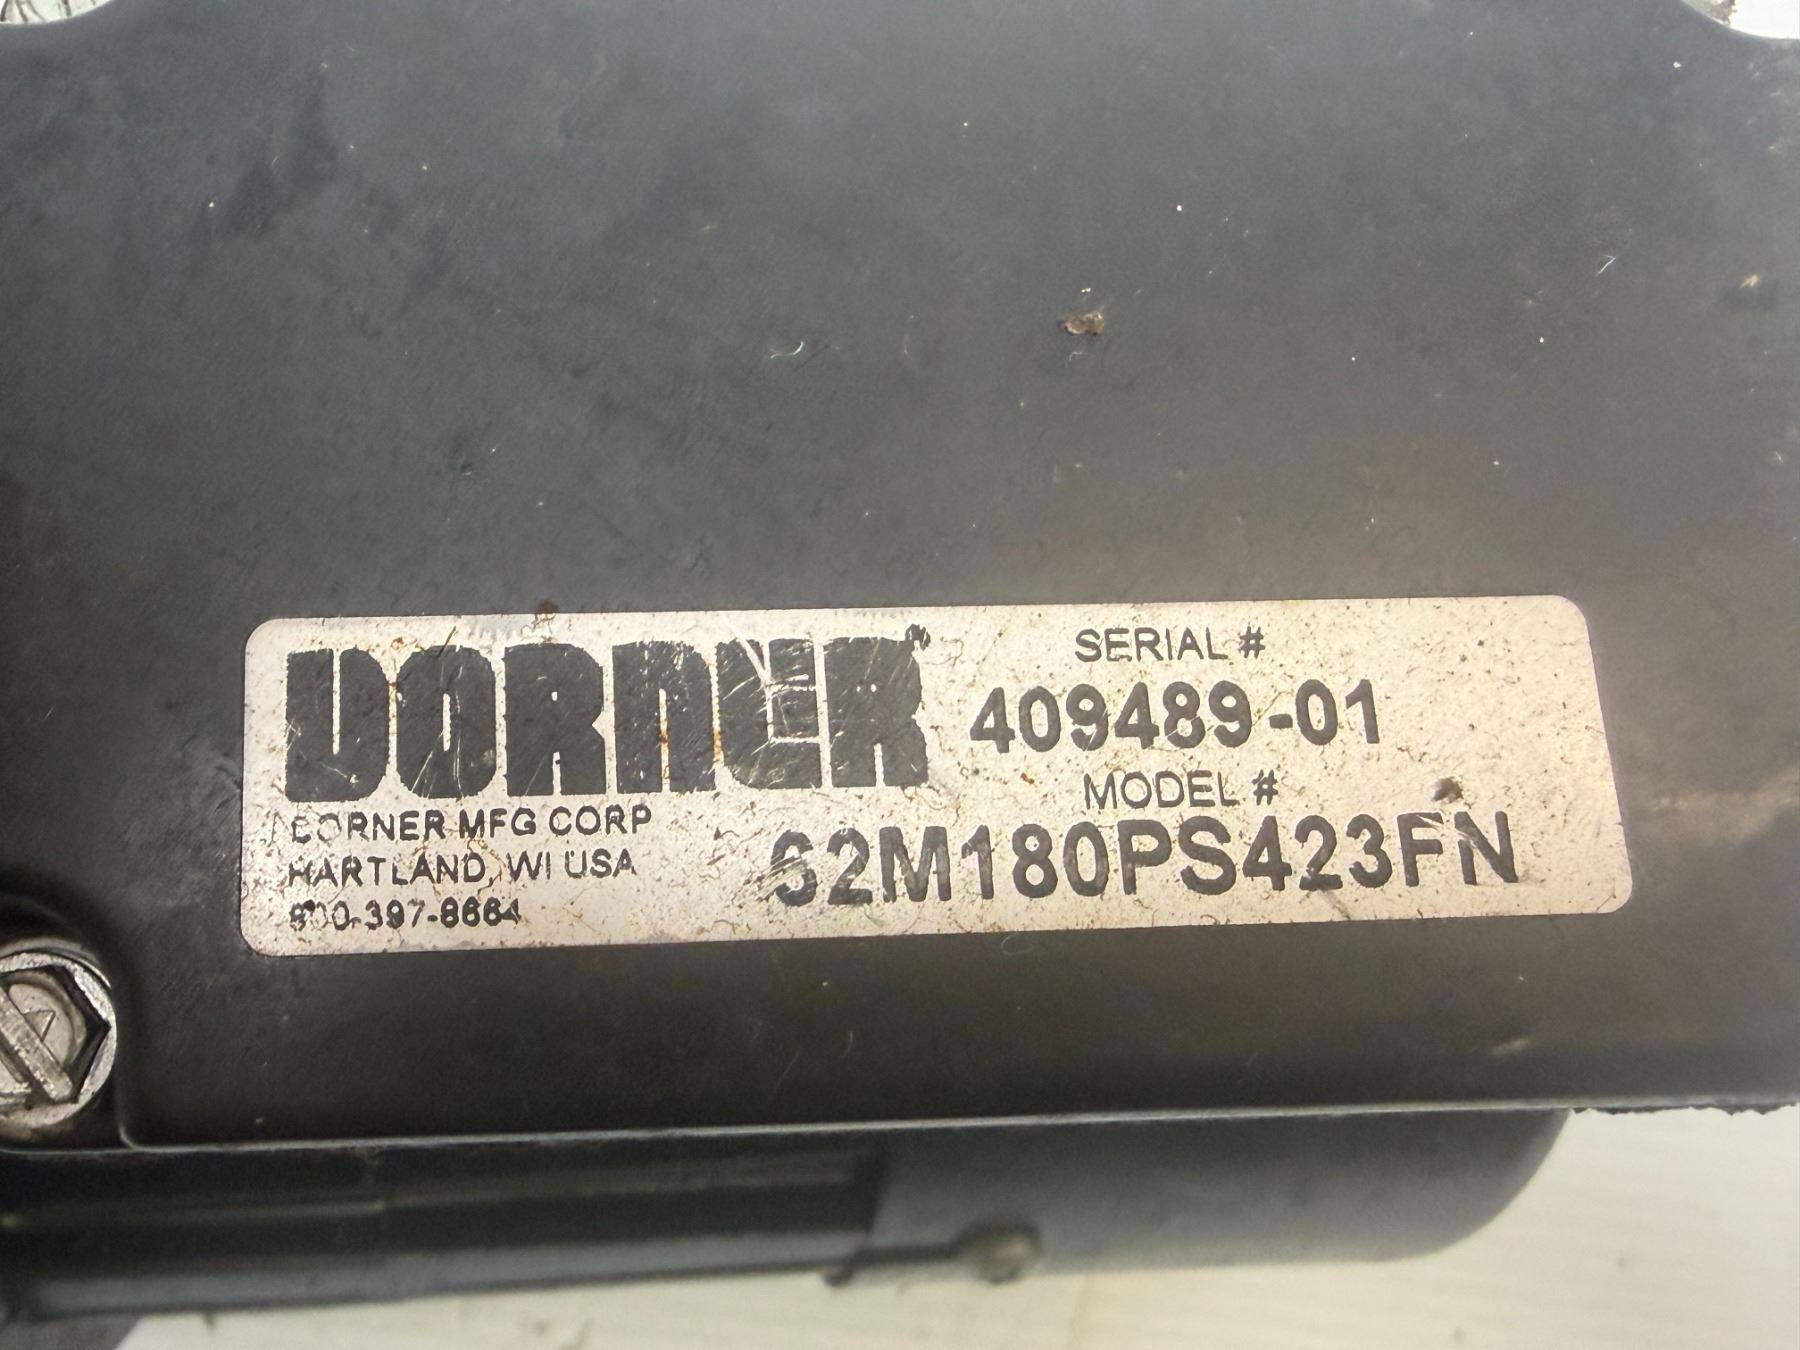 DORNER®
DORNER MFG CORP
HARTLAND, WI USA
800-397-8664
SERIAL #
409489-01
MODEL #
62M180PS423FN